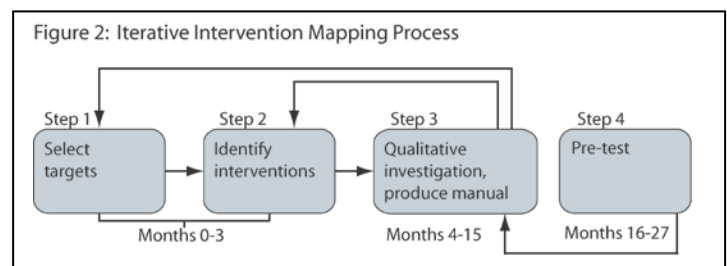 Figure 2: Iterative Intervention Mapping Process
Step 1
Select
targets
Step 2
Identify
interventions
Step 3
Qualitative
investigation,
produce manual
Step 4
Pre-test
Months 0-3
Months 4-15
Months 16-27